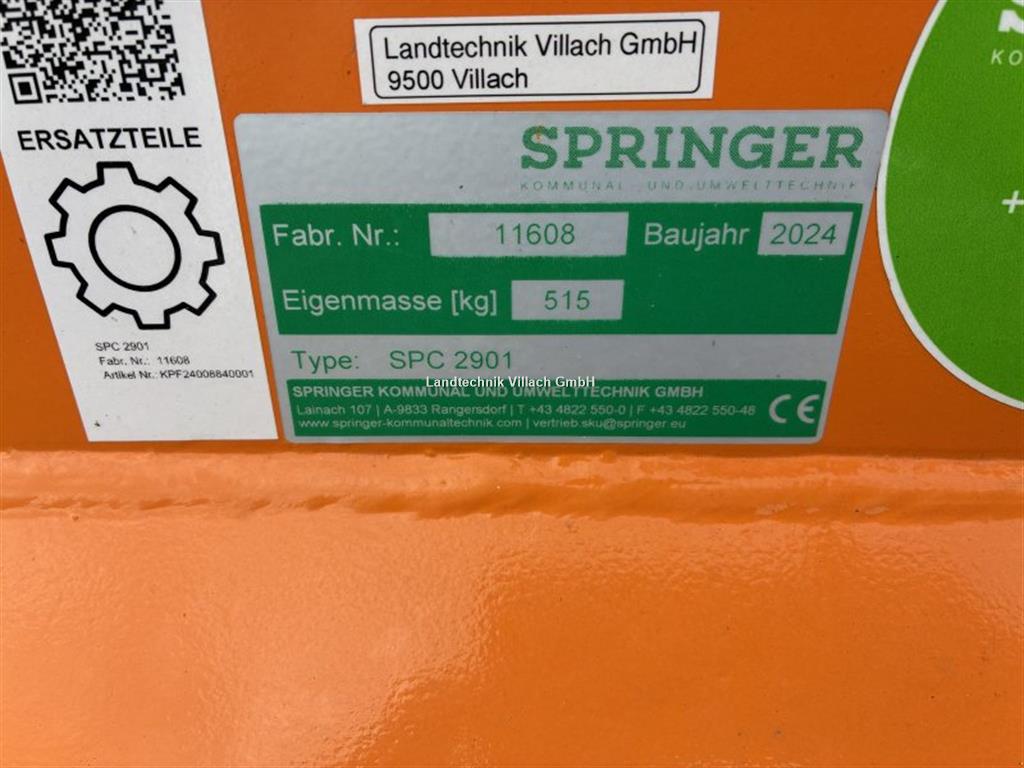 Landtechnik Villach GmbH
9500 Villach
ERSATZTEILE
SPC 2901
Fabr. Nr.: 11608
Artikel Nr.: KPF24008840001
SPRINGER
KOMMUNAL- UND UMWELTTECHNIK
Fabr. Nr.: 11608 Baujahr 2024
Eigenmasse [kg] 515
Type: SPC 2901
Landtechnik Villach GmbH
SPRINGER KOMMUNAL UND UMWELTTECHNIK GMBH
Lainach 107 | A-9833 Rangersdorf | T +43 4822 550-0 | F +43 4822 550-48
www.springer-kommunaltechnik.com | vertrieb.sku@springer.eu
CE